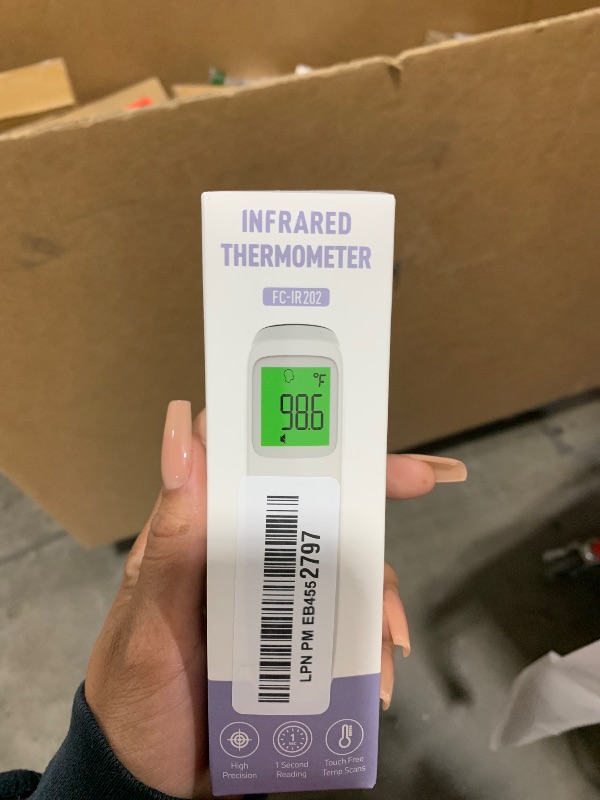 INFRARED
THERMOMETER
FC-IR202
°F
98.6
LPN PM EB4552797
High
Precision
1 Second
Reading
Touch Free
Temp Scans